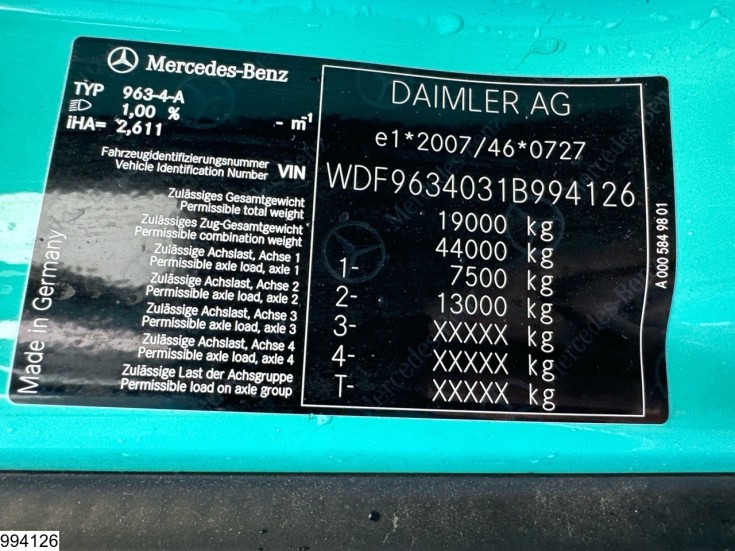 Mercedes-Benz
TYP 963-4-A
1,00 %
iHA= 2,611 - m-1
Fahrzeugidentifizierungsnummer
Vehicle Identification Number VIN
Zulässiges Gesamtgewicht
Permissible total weight
Zulässiges Zug-Gesamtgewicht
Permissible combination weight
Zulässige Achslast, Achse 1
Permissible axle load, axle 1
Zulässige Achslast, Achse 2
Permissible axle load, axle 2
Zulässige Achslast, Achse 3
Permissible axle load, axle 3
Zulässige Achslast, Achse 4
Permissible axle load, axle 4
Zulässige Last der Achsgruppe
Permissible load on axle group
Made in Germany
DAIMLER AG
e1*2007/46*0727
WDF9634031B994126
19000 kg
44000 kg
1- 7500 kg
2- 13000 kg
3- XXXXX kg
4- XXXXX kg
T- XXXXX kg
A 000 584 98 01
994126